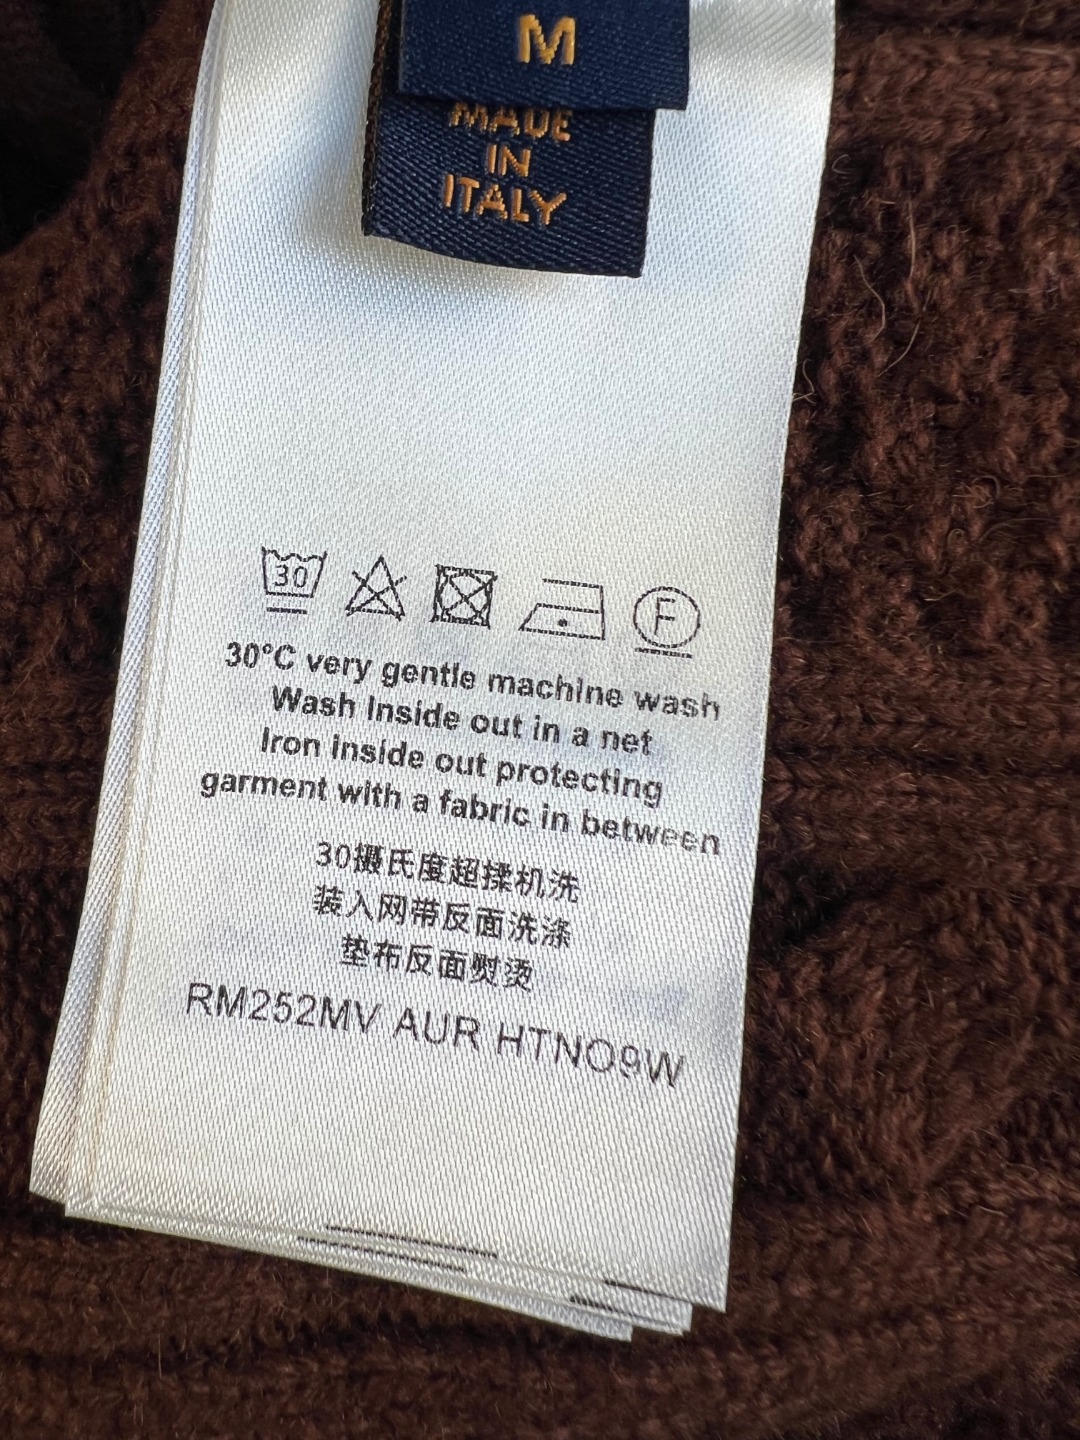 M
MADE
IN
ITALY
30
F
30°C very gentle machine wash
Wash Inside out in a net
Iron inside out protecting
garment with a fabric in between
30摄氏度超揉机洗
装入网带反面洗涤
垫布反面熨烫
RM252MV AUR HTNO9W